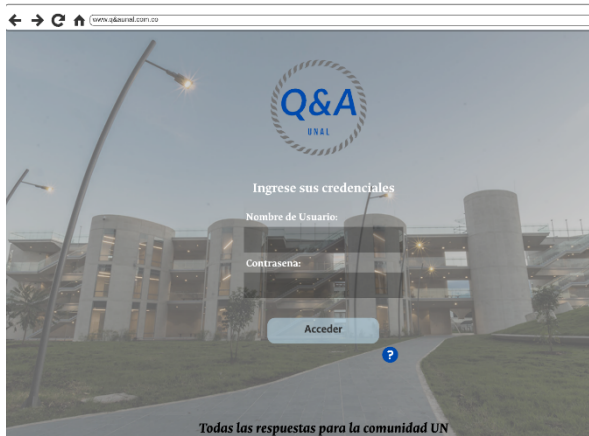 www.q&aunal.com.co
Q&A
UNAL
Ingrese sus credenciales
Nombre de Usuario:
Contrasena:
Acceder
?
Todas las respuestas para la comunidad UN